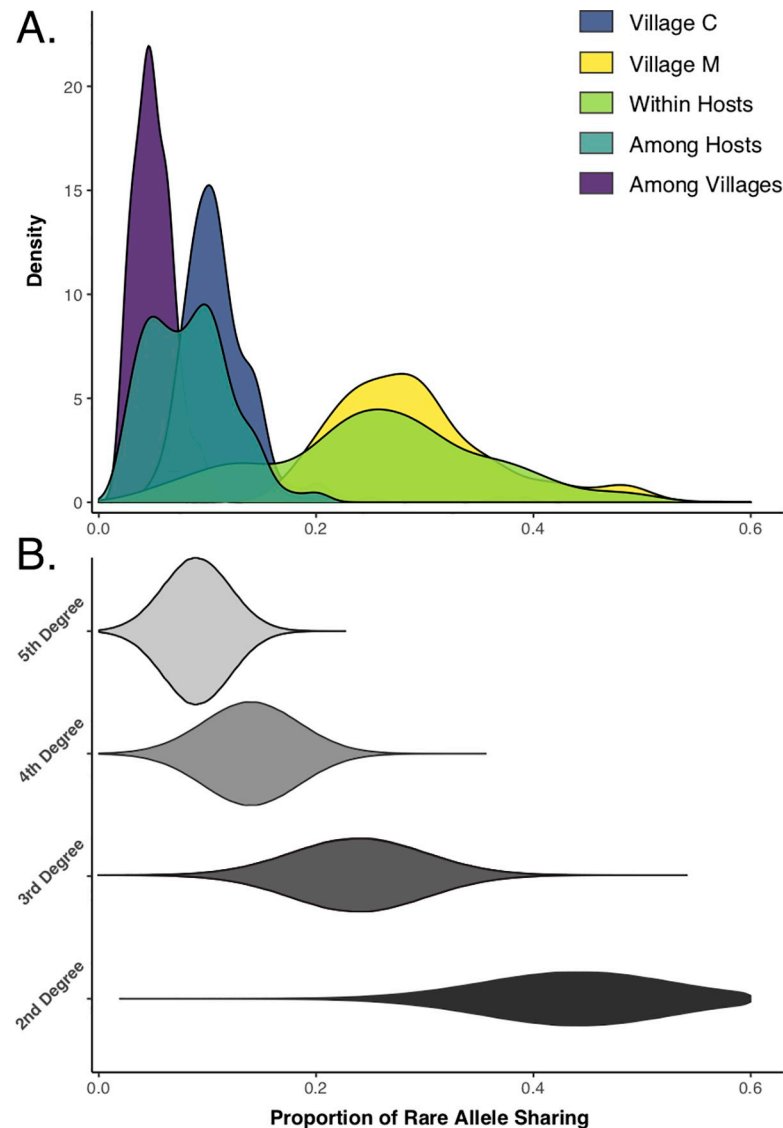 A.
Village C
Village M
Within Hosts
Among Hosts
Among Villages
Density
20
15
10
5
0
0.0 0.2 0.4 0.6
B.
5th Degree
4th Degree
3rd Degree
2nd Degree
0.0 0.2 0.4 0.6
Proportion of Rare Allele Sharing